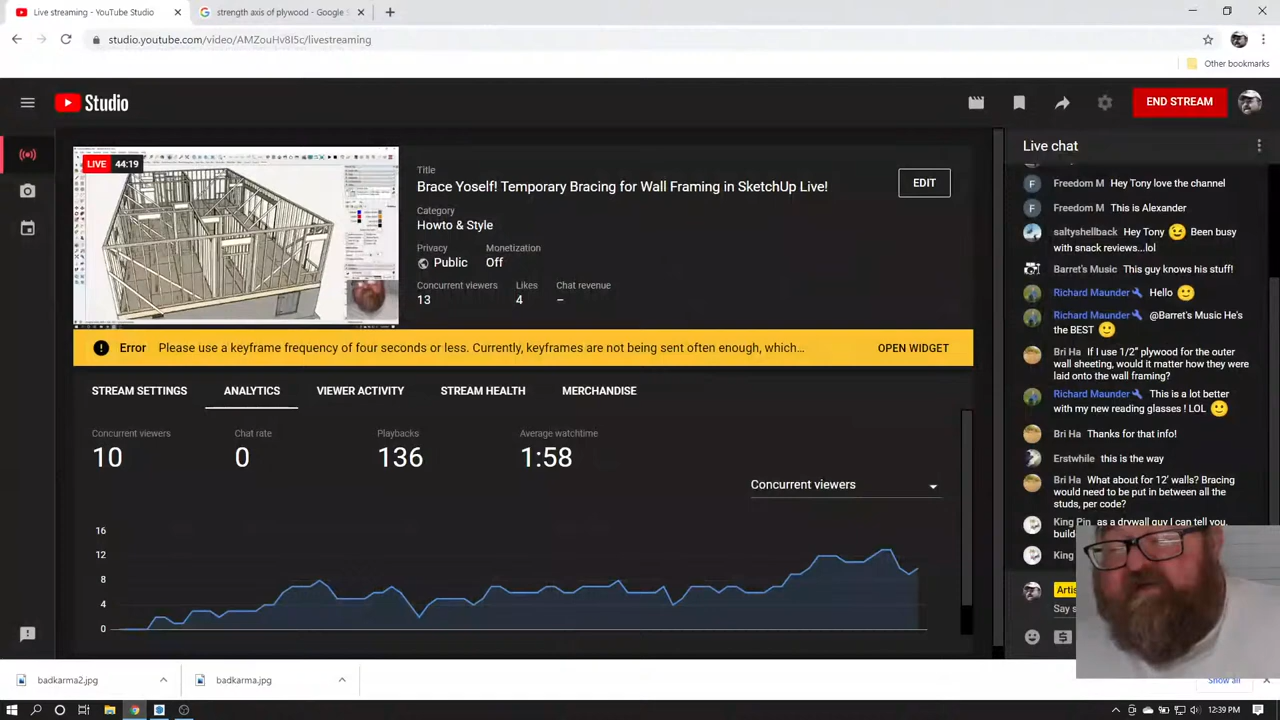 Live streaming - YouTube Studio
strength axis of plywood - Google S
studio.youtube.com/video/AMZouHv8I5c/livestreaming
Other bookmarks
Studio
END STREAM
LIVE 44:19
Title
Brace Yoself! Temporary Bracing for Wall Framing in SketchUp Live!
EDIT
Category
Howto & Style
Privacy
Monetization
Public
Off
Concurrent viewers
Likes
Chat revenue
13
4
–
Error
Please use a keyframe frequency of four seconds or less. Currently, keyframes are not being sent often enough, which...
OPEN WIDGET
STREAM SETTINGS
ANALYTICS
VIEWER ACTIVITY
STREAM HEALTH
MERCHANDISE
Concurrent viewers
Chat rate
Playbacks
Average watchtime
10
0
136
1:58
Concurrent viewers
16
12
8
4
0
Live chat
M Hey Toby love the
M This is Alexander
with snack reviews. lol
Barret's Music This guy knows his stuff!
Richard Maunder Hello
Richard Maunder @Barret's Music He's
the BEST
Bri Ha If I use 1/2" plywood for the outer
wall sheeting, would it matter how they were
laid onto the wall framing?
Richard Maunder This is a lot better
with my new reading glasses ! LOL
Bri Ha Thanks for that info!
Erstwhile this is the way
Bri Ha What about for 12' walls? Bracing
would need to be put in between all the
studs, per code?
King Pin as a drywall guy I can tell you,
King
Artis
Say s
badkarma2.jpg
badkarma.jpg
Show all
12:39 PM